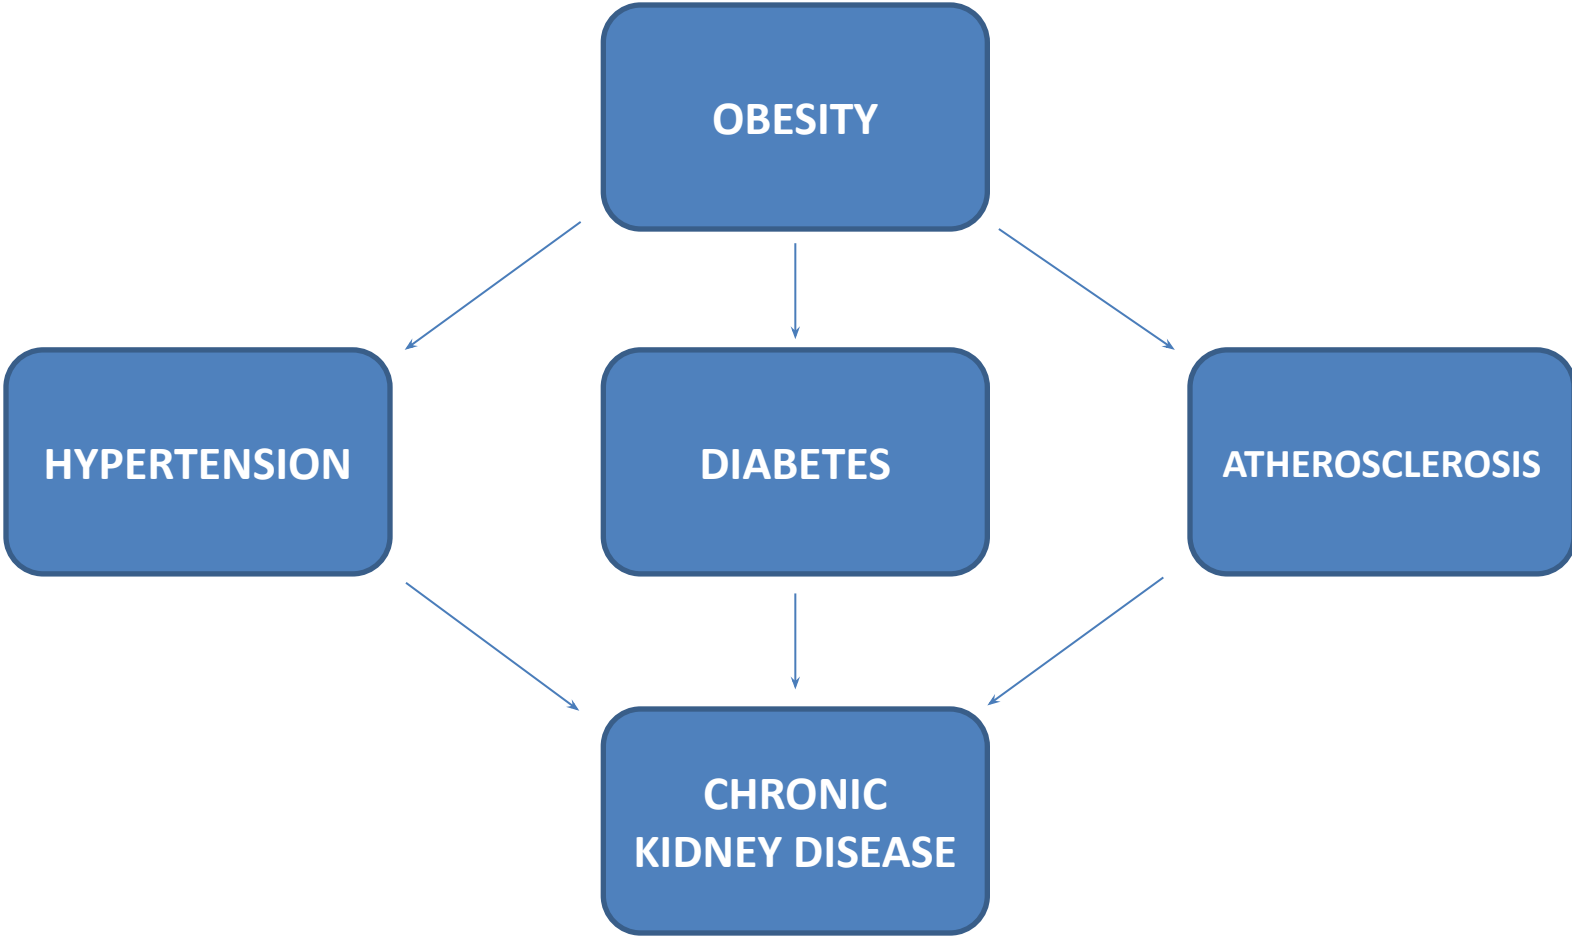 OBESITY
HYPERTENSION
DIABETES
ATHEROSCLEROSIS
CHRONIC
KIDNEY DISEASE